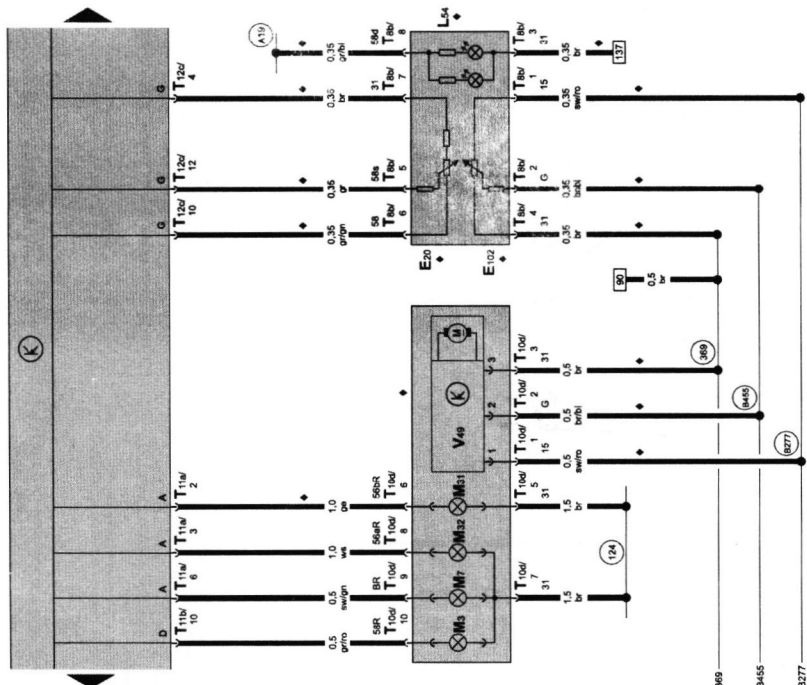 A19
L54
58d
8
T8b/
T8b/
3
31
gr/bl
0,35
0,35
br
137
G
T12c/
4
br
0,35
31
7
T8b/
T8b/
1
15
0,35
sw/ro
G
T12c/
12
gr
0,35
58s
5
T8b/
T8b/
2
G
0,35
br/bl
G
T12c/
10
gr/gn
0,35
58
6
T8b/
T8b/
4
31
0,35
br
E20
E102
90
0,5
br
K
M
K
V49
3
T10d/
3
31
0,5
br
369
2
T10d/
2
G
0,5
br/bl
B455
1
T10d/
1
15
0,5
sw/ro
B277
A
T11a/
2
ge
1,0
56bR
6
T10d/
M31
T10d/
5
31
1,5
br
A
T11a/
3
ws
1,0
56aR
8
T10d/
M32
124
A
T11a/
6
sw/gn
0,5
BR
9
T10d/
M7
T10d/
7
31
1,5
br
D
T11b/
10
gr/ro
0,5
58R
10
T10d/
M3
369
B455
B277